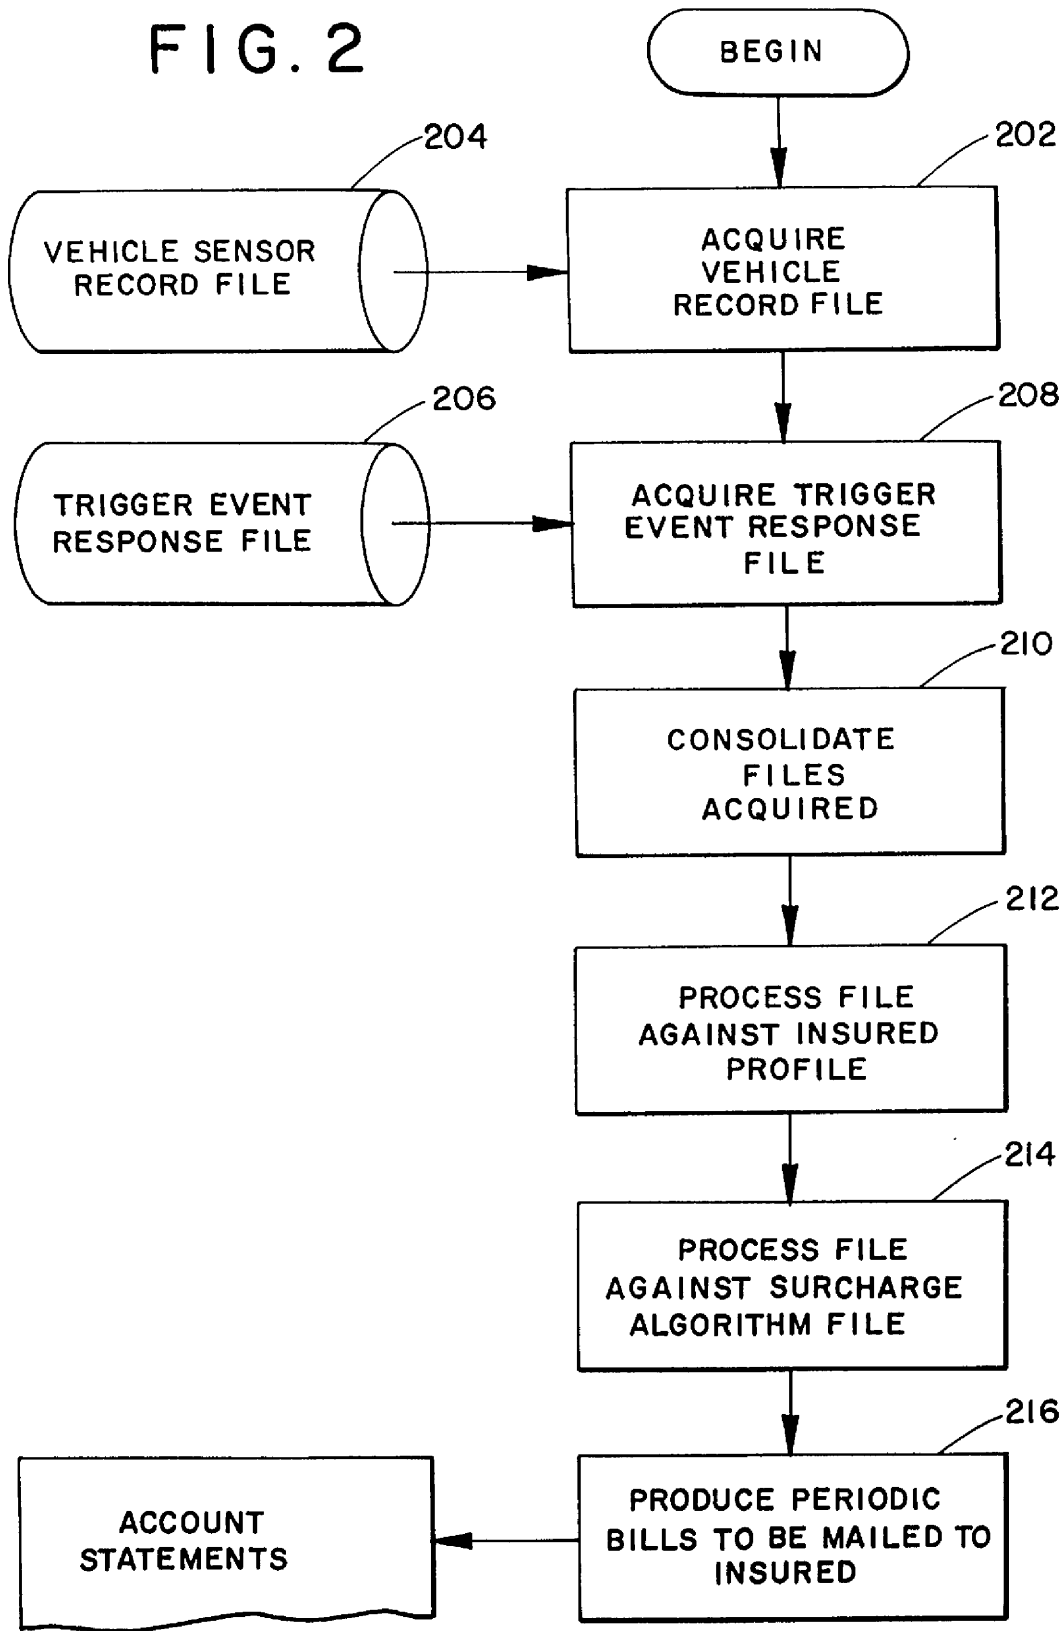 FIG. 2
BEGIN
204
202
VEHICLE SENSOR
RECORD FILE
ACQUIRE
VEHICLE
RECORD FILE
206
208
TRIGGER EVENT
RESPONSE FILE
ACQUIRE TRIGGER
EVENT RESPONSE
FILE
210
CONSOLIDATE
FILES
ACQUIRED
212
PROCESS FILE
AGAINST INSURED
PROFILE
214
PROCESS FILE
AGAINST SURCHARGE
ALGORITHM FILE
216
PRODUCE PERIODIC
BILLS TO BE MAILED TO
INSURED
ACCOUNT
STATEMENTS